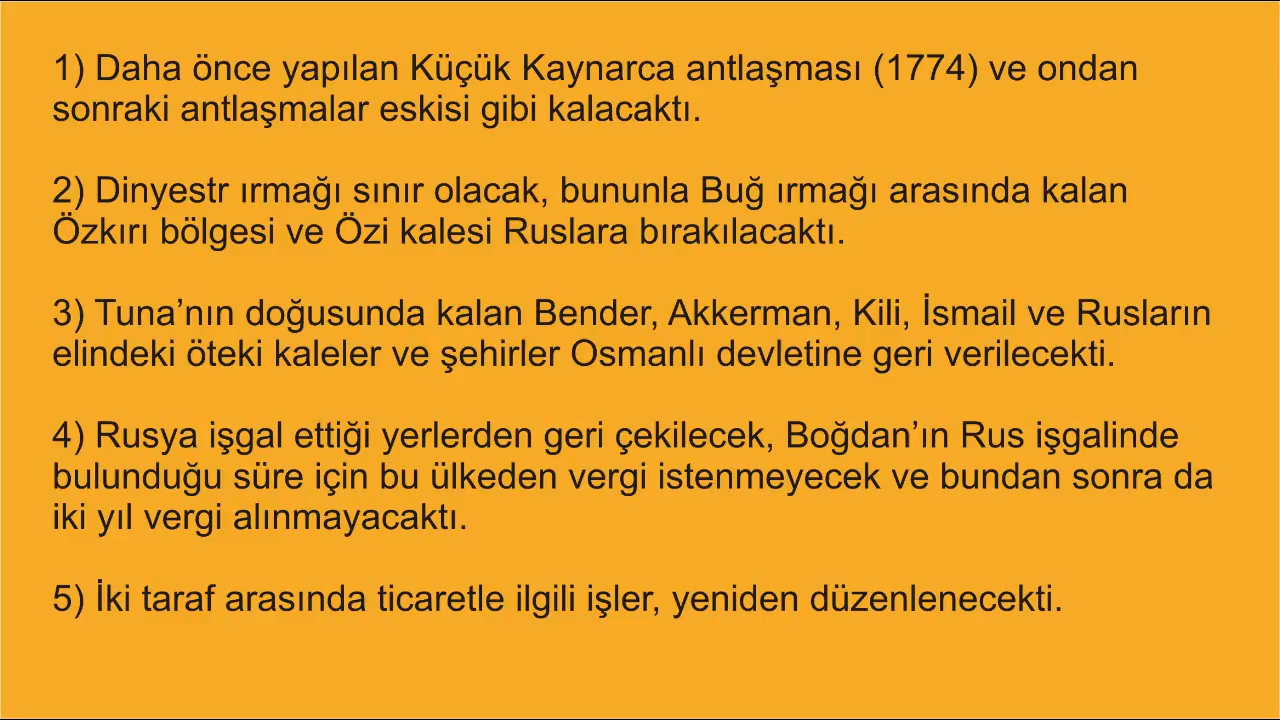 1) Daha önce yapılan Küçük Kaynarca antlaşması (1774) ve ondan
sonraki antlaşmalar eskisi gibi kalacaktı.
2) Dinyestr ırmağı sınır olacak, bununla Buğ ırmağı arasında kalan
Özkırı bölgesi ve Özi kalesi Ruslara bırakılacaktı.
3) Tuna’nın doğusunda kalan Bender, Akkerman, Kili, İsmail ve Rusların
elindeki öteki kaleler ve şehirler Osmanlı devletine geri verilecekti.
4) Rusya işgal ettiği yerlerden geri çekilecek, Boğdan’ın Rus işgalinde
bulunduğu süre için bu ülkeden vergi istenmeyecek ve bundan sonra da
iki yıl vergi alınmayacaktı.
5) İki taraf arasında ticaretle ilgili işler, yeniden düzenlenecekti.